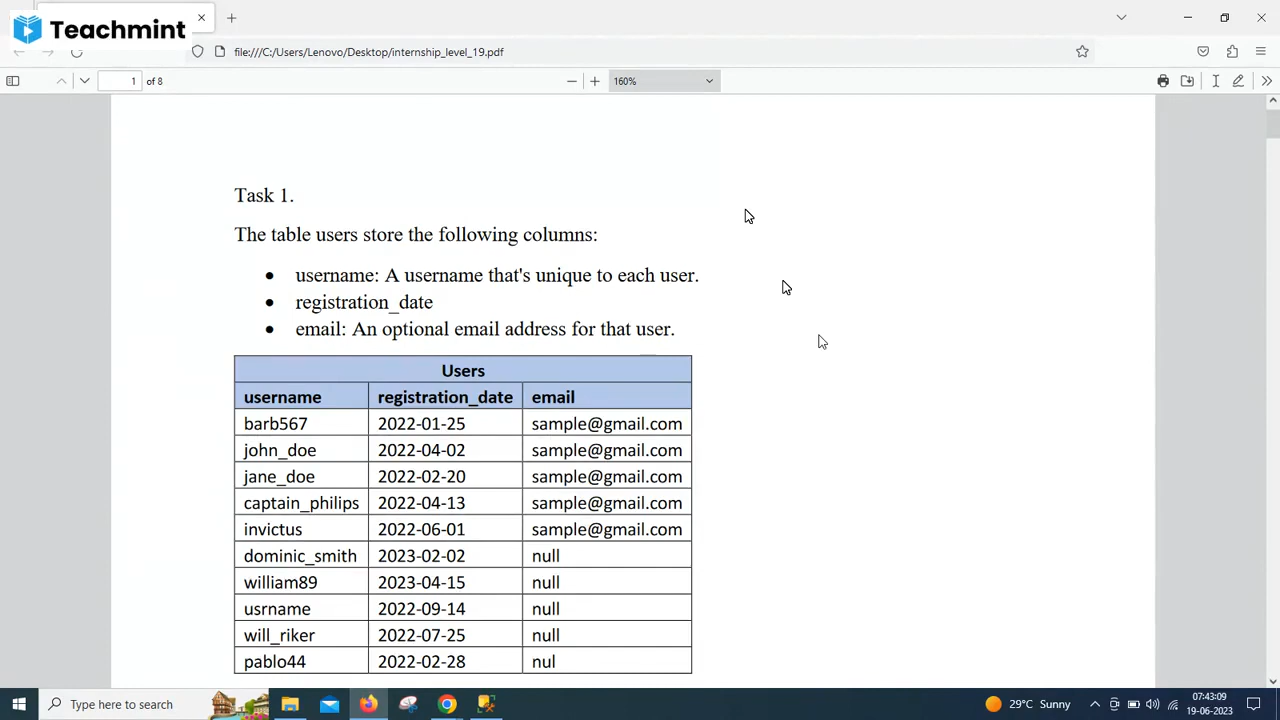 Teachmint
file:///C:/Users/Lenovo/Desktop/internship_level_19.pdf
1 of 8
160%
Task 1.
The table users store the following columns:
• username: A username that's unique to each user.
• registration_date
• email: An optional email address for that user.
Users
username registration_date email
barb567 2022-01-25 sample@gmail.com
john_doe 2022-04-02 sample@gmail.com
jane_doe 2022-02-20 sample@gmail.com
captain_philips 2022-04-13 sample@gmail.com
invictus 2022-06-01 sample@gmail.com
dominic_smith 2023-02-02 null
william89 2023-04-15 null
usrname 2022-09-14 null
will_riker 2022-07-25 null
pablo44 2022-02-28 nul
Type here to search
29°C Sunny
07:43:09
19-06-2023